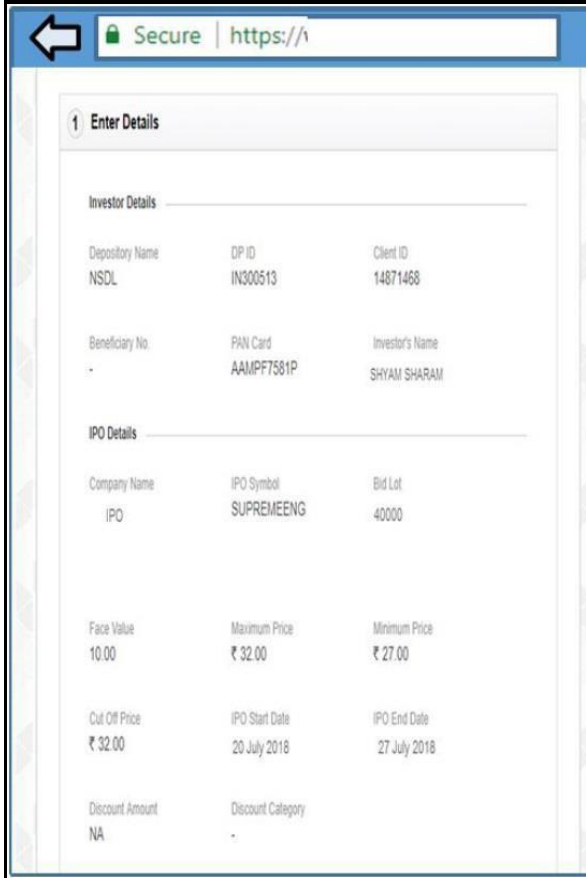 Secure | https://
1 Enter Details
Investor Details
Depository Name DP ID Client ID
NSDL IN300513 14871468
Beneficiary No. PAN Card Investor's Name
- AAMPF7581P SHYAM SHARAM
IPO Details
Company Name IPO Symbol Bid Lot
IPO SUPREMEENG 40000
Face Value Maximum Price Minimum Price
10.00 ₹ 32.00 ₹ 27.00
Cut Off Price IPO Start Date IPO End Date
₹ 32.00 20 July 2018 27 July 2018
Discount Amount Discount Category
NA -